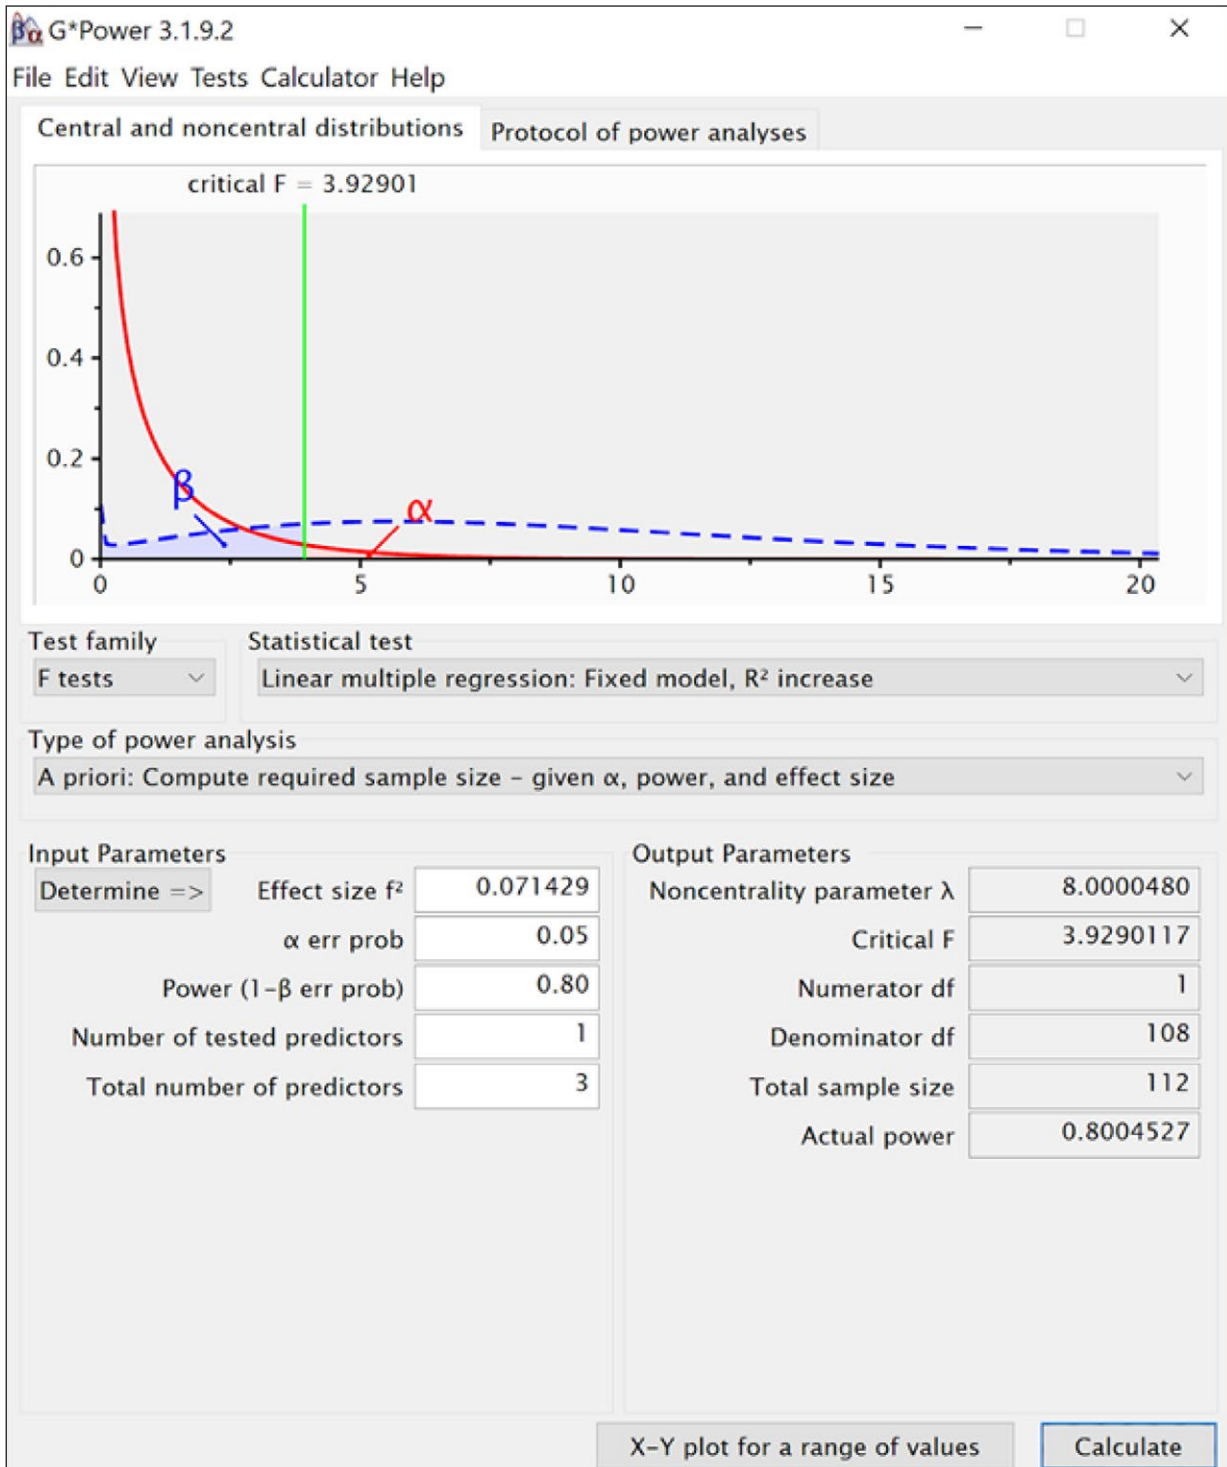 G*Power 3.1.9.2
File Edit View Tests Calculator Help
Central and noncentral distributions Protocol of power analyses
critical F = 3.92901
0.6
0.4
0.2
0
β
α
0 5 10 15 20
Test family Statistical test
F tests Linear multiple regression: Fixed model, R² increase
Type of power analysis
A priori: Compute required sample size – given α, power, and effect size
Input Parameters
Determine => Effect size f² 0.071429
α err prob 0.05
Power (1-β err prob) 0.80
Number of tested predictors 1
Total number of predictors 3
Output Parameters
Noncentrality parameter λ 8.0000480
Critical F 3.9290117
Numerator df 1
Denominator df 108
Total sample size 112
Actual power 0.8004527
X-Y plot for a range of values Calculate